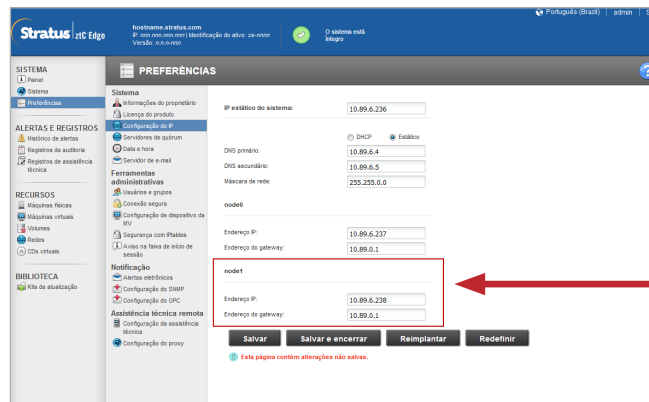 Português (Brazil) | admin | S
Stratus ztC Edge
hostname.stratus.com
IP: nnn.nnn.nnn.nnn | Identificação do ativo: ze-nnnn
Versão: n.n.n-nnn
O sistema está íntegro
SISTEMA
Painel
Sistema
Preferências
ALERTAS E REGISTROS
Histórico de alertas
Registros de auditoria
Registros de assistência
técnica
RECURSOS
Máquinas físicas
Máquinas virtuais
Volumes
Redes
CDs virtuais
BIBLIOTECA
Kits de atualização
PREFERÊNCIAS
?
Sistema
Informações do proprietário
Licença do produto
Configuração do IP
Servidores de quórum
Data e hora
Servidor de e-mail
Ferramentas
administrativas
Usuários e grupos
Conexão segura
Configuração de dispositivo da
MV
Segurança com IPtables
Aviso na faixa de início de
sessão
Notificação
Alertas eletrônicos
Configuração do SNMP
Configuração do OPC
Assistência técnica remota
Configuração da assistência
técnica
Configuração do proxy
IP estático do sistema: 10.89.6.236
DHCP Estático
DNS primário: 10.89.6.4
DNS secundário: 10.89.6.5
Máscara de rede: 255.255.0.0
node0
Endereço IP: 10.89.6.237
Endereço do gateway: 10.89.0.1
node1
Endereço IP: 10.89.6.238
Endereço do gateway: 10.89.0.1
Salvar Salvar e encerrar Reimplantar Redefinir
Esta página contém alterações não salvas.